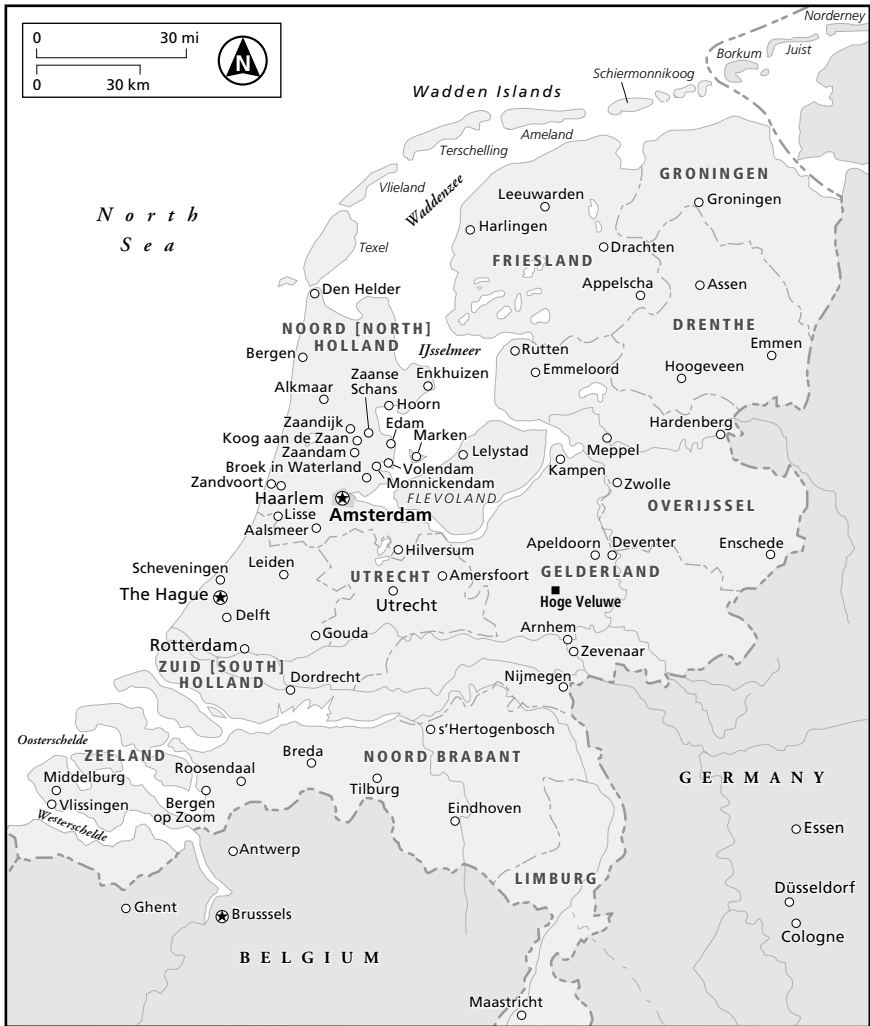 0 30 mi
0 30 km
N
Norderney
Juist
Borkum
Schiermonnikoog
Wadden Islands
Ameland
Terschelling
Vlieland
Waddenzee
Texel
North
Sea
GRONINGEN
Groningen
Leeuwarden
Harlingen
Drachten
FRIESLAND
Appelscha
Assen
DRENTHE
Den Helder
NOORD [NORTH]
HOLLAND
Bergen
IJsselmeer
Rutten
Emmeloord
Emmen
Hoogeveen
Zaanse
Schans
Enkhuizen
Alkmaar
Hoorn
Zaandijk
Edam
Koog aan de Zaan
Marken
Zaandam
Lelystad
Hardenberg
Meppel
Broek in Waterland
Volendam
Kampen
Zandvoort
Monnickendam
Zwolle
Haarlem
FLEVOLAND
OVERIJSSEL
Lisse
Amsterdam
Aalsmeer
Hilversum
Apeldoorn
Deventer
Enschede
Scheveningen
Leiden
UTRECHT
Amersfoort
GELDERLAND
The Hague
Utrecht
Hoge Veluwe
Delft
Gouda
Arnhem
Rotterdam
Zevenaar
ZUID [SOUTH]
HOLLAND
Dordrecht
Nijmegen
s'Hertogenbosch
Oosterschelde
ZEELAND
Breda
NOORD BRABANT
Roosendaal
Middelburg
Tilburg
GERMANY
Vlissingen
Bergen
op Zoom
Westerschelde
Eindhoven
Essen
Antwerp
LIMBURG
Düsseldorf
Ghent
Brusssels
Cologne
BELGIUM
Maastricht